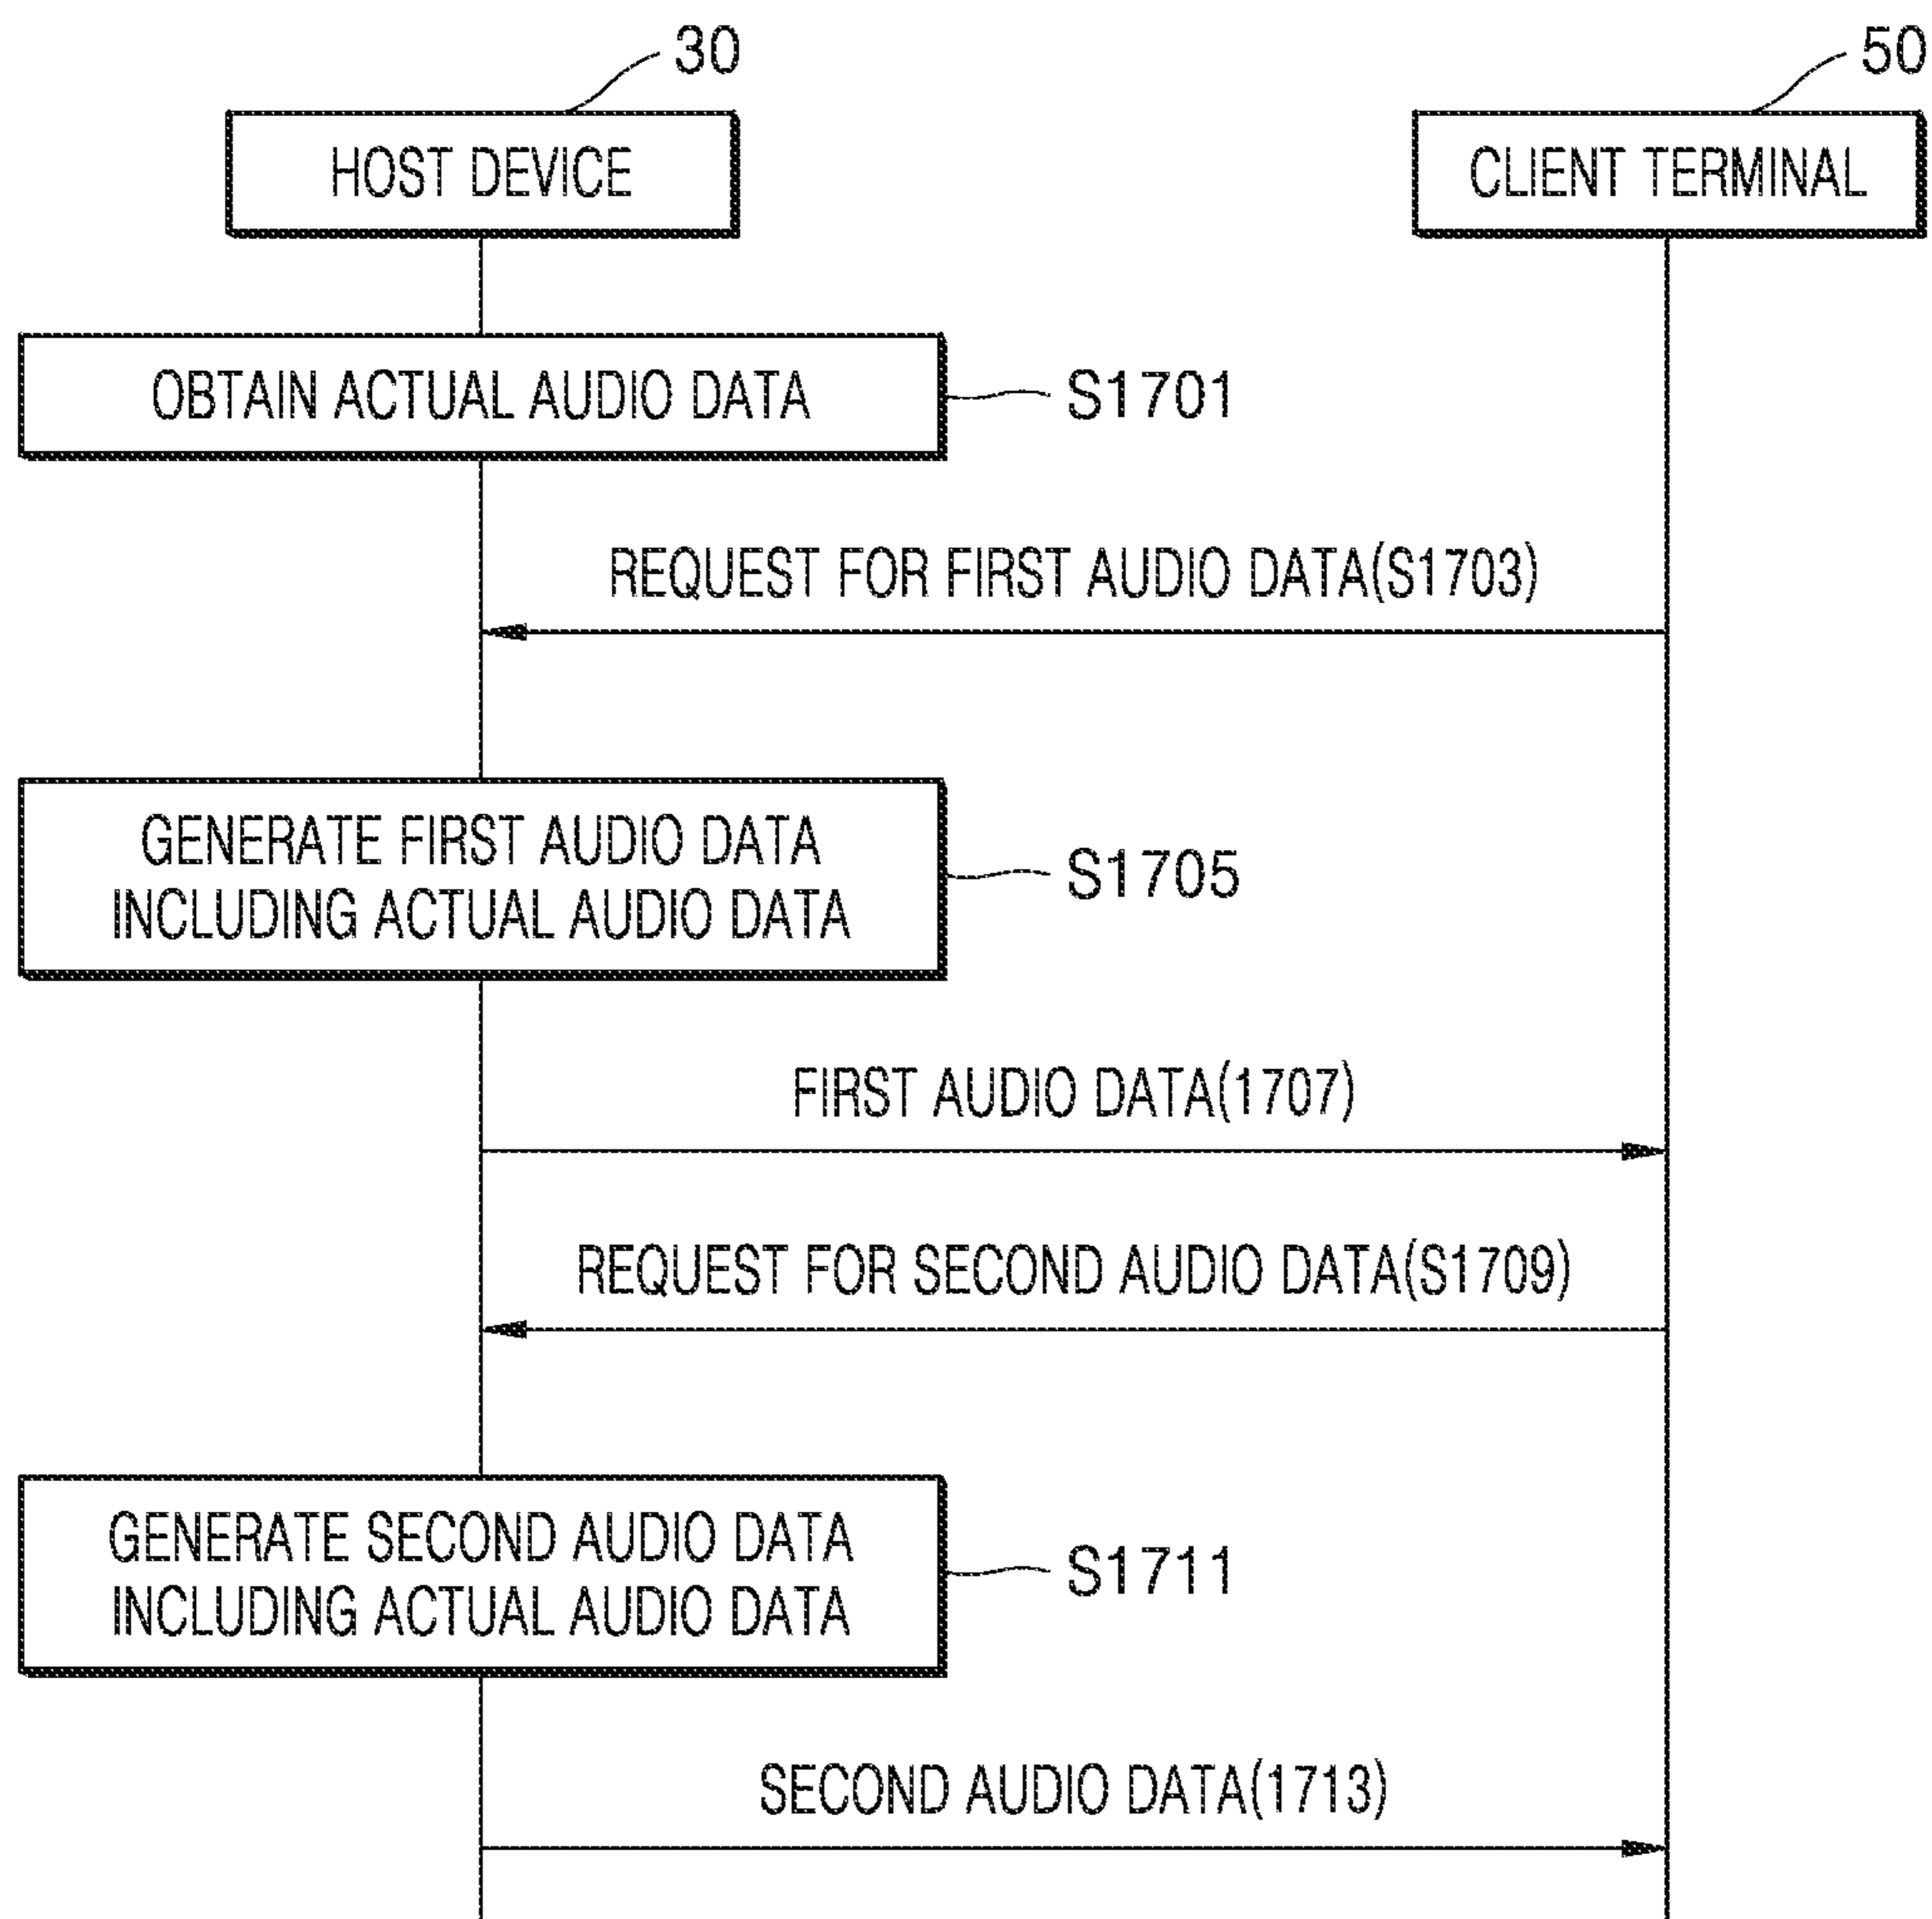 30
50
HOST DEVICE
CLIENT TERMINAL
OBTAIN ACTUAL AUDIO DATA
S1701
REQUEST FOR FIRST AUDIO DATA(S1703)
GENERATE FIRST AUDIO DATA
INCLUDING ACTUAL AUDIO DATA
S1705
FIRST AUDIO DATA(1707)
REQUEST FOR SECOND AUDIO DATA(S1709)
GENERATE SECOND AUDIO DATA
INCLUDING ACTUAL AUDIO DATA
S1711
SECOND AUDIO DATA(1713)